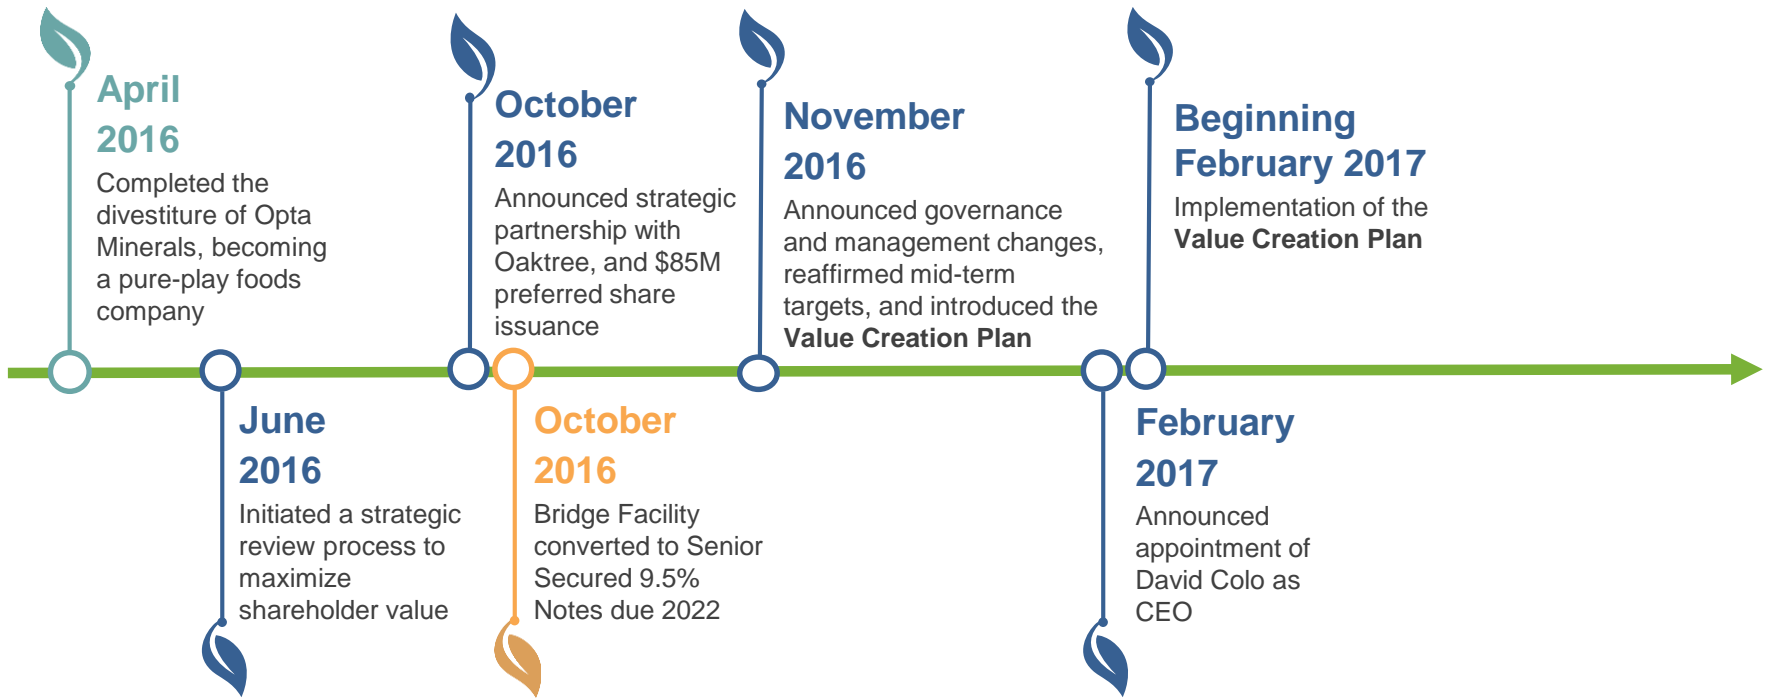 April
2016
Completed the
divestiture of Opta
Minerals, becoming
a pure-play foods
company
June
2016
Initiated a strategic
review process to
maximize
shareholder value
October
2016
Announced strategic
partnership with
Oaktree, and $85M
preferred share
issuance
October
2016
Bridge Facility
converted to Senior
Secured 9.5%
Notes due 2022
November
2016
Announced governance
and management changes,
reaffirmed mid-term
targets, and introduced the
Value Creation Plan
February
2017
Announced
appointment of
David Colo as
CEO
Beginning
February 2017
Implementation of the
Value Creation Plan